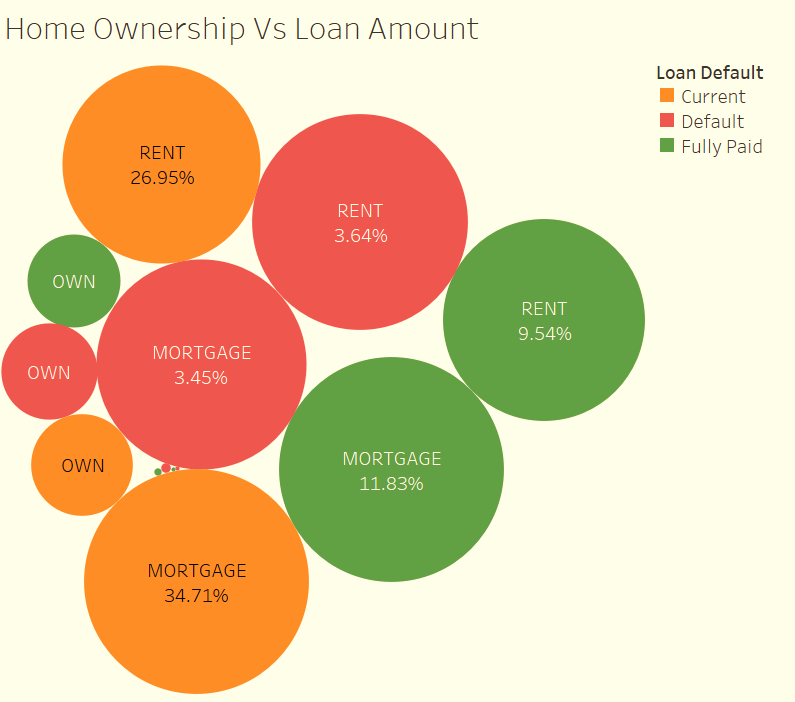 Home Ownership Vs Loan Amount
Loan Default
Current
Default
Fully Paid
RENT
26.95%
RENT
3.64%
OWN
RENT
9.54%
MORTGAGE
3.45%
OWN
MORTGAGE
11.83%
OWN
MORTGAGE
34.71%